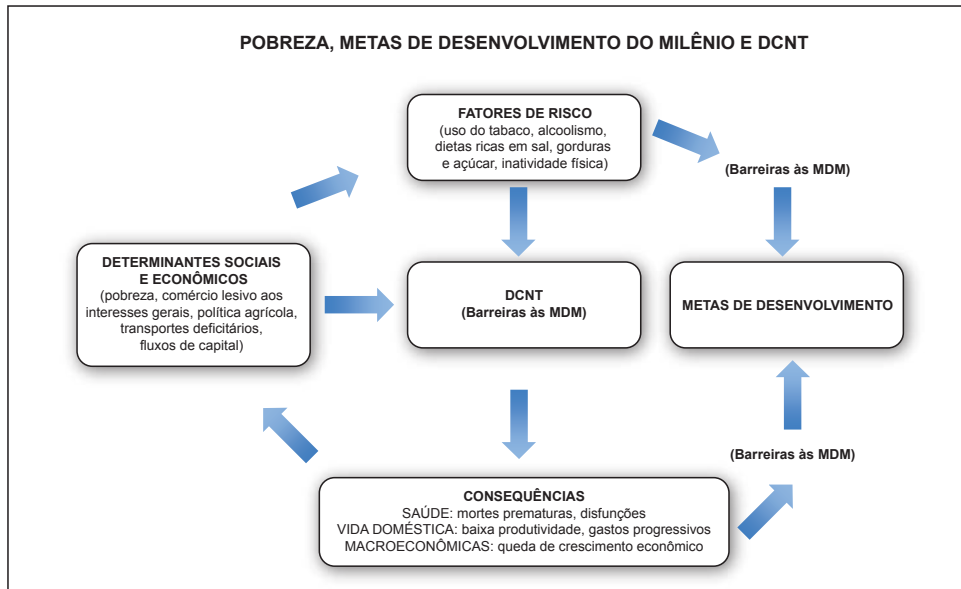 POBREZA, METAS DE DESENVOLVIMENTO DO MILÊNIO E DCNT
FATORES DE RISCO
(uso do tabaco, alcoolismo,
dietas ricas em sal, gorduras
e açúcar, inatividade física)
(Barreiras às MDM)
DETERMINANTES SOCIAIS
E ECONÔMICOS
(pobreza, comércio lesivo aos
interesses gerais, política agrícola,
transportes deficitários,
fluxos de capital)
DCNT
(Barreiras às MDM)
METAS DE DESENVOLVIMENTO
(Barreiras às MDM)
CONSEQUÊNCIAS
SAÚDE: mortes prematuras, disfunções
VIDA DOMÉSTICA: baixa produtividade, gastos progressivos
MACROECONÔMICAS: queda de crescimento econômico